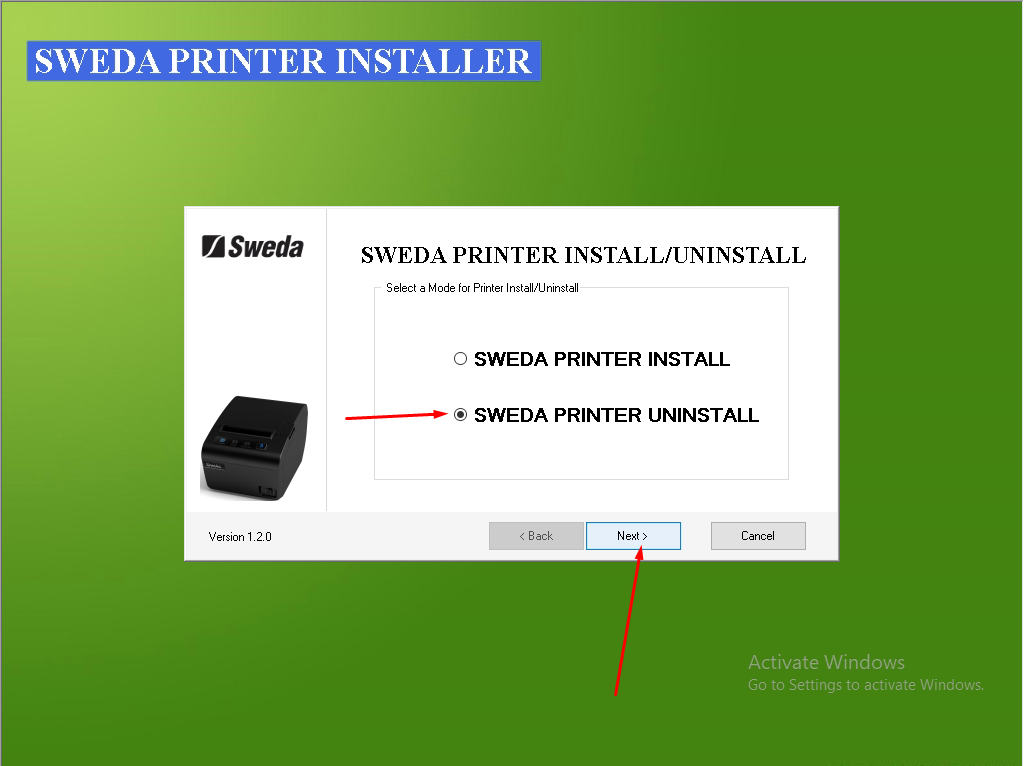 SWEDA PRINTER INSTALLER
Sweda
SWEDA PRINTER INSTALL/UNINSTALL
Select a Mode for Printer Install/Uninstall
SWEDA PRINTER INSTALL
SWEDA PRINTER UNINSTALL
Version 1.2.0
< Back
Next >
Cancel
Activate Windows
Go to Settings to activate Windows.